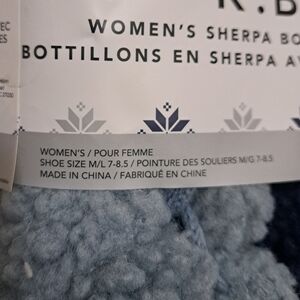 WOMEN'S SHERPA BO
BOTTILLONS EN SHERPA AV
WOMEN'S / POUR FEMME
SHOE SIZE M/L 7-8.5 / POINTURE DES SOULIERS M/G 7-8.5
MADE IN CHINA / FABRIQUÉ EN CHINE